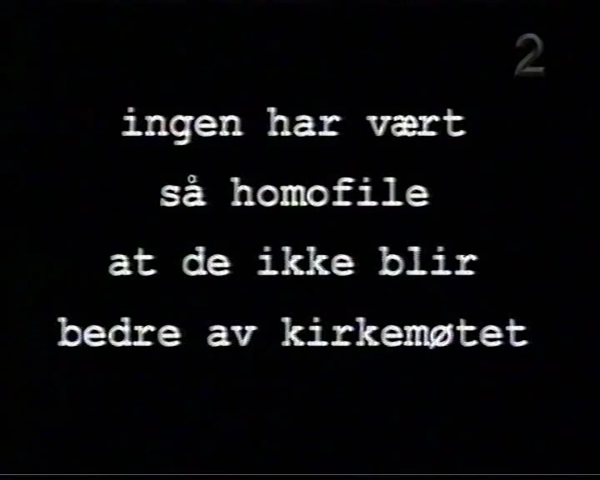 2
ingen har vært
så homofile
at de ikke blir
bedre av kirkemøtet